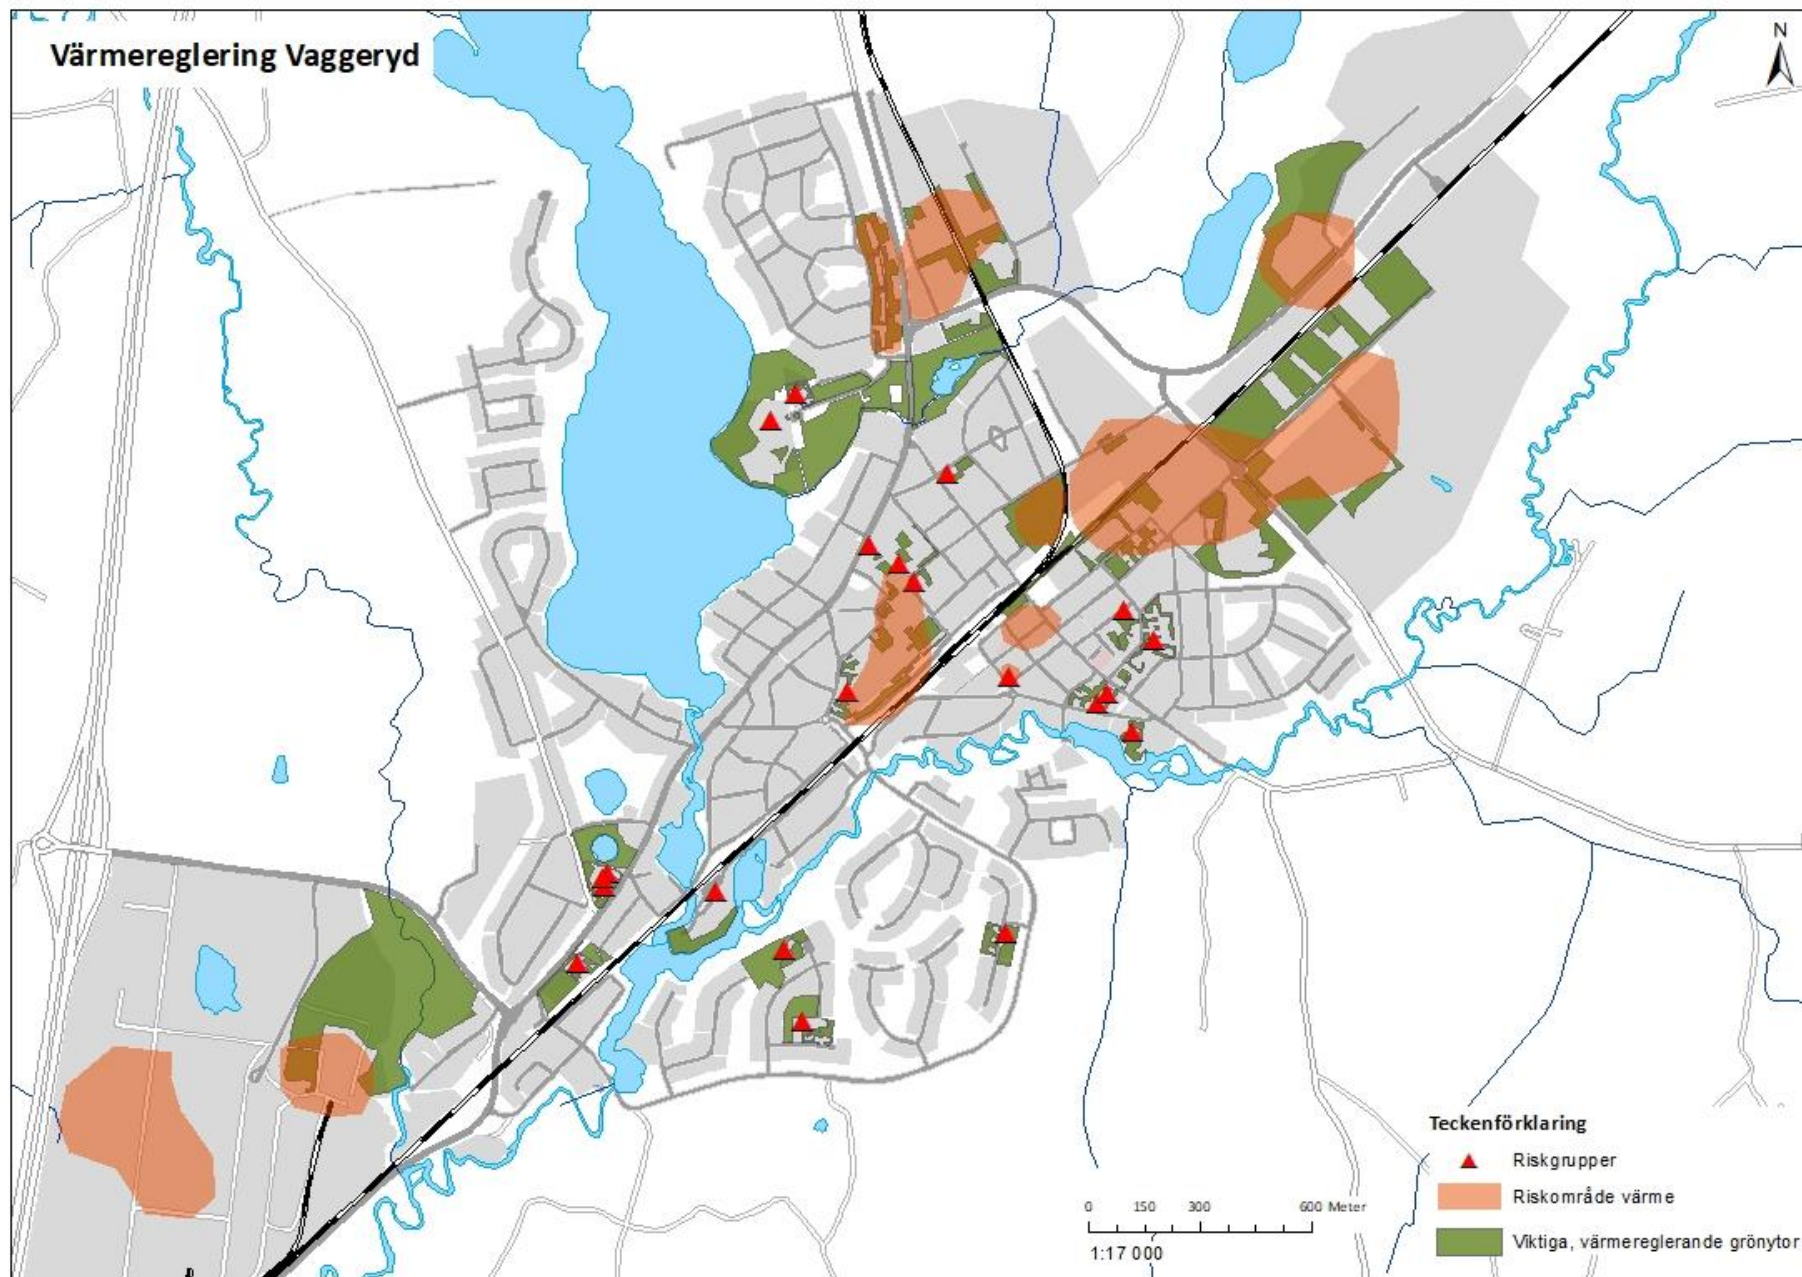 Värmereglering Vaggeryd
N
Teckenförklaring
Riskgrupper
Riskområde värme
Viktiga, värmereglerande grönytor
0 150 300 600 Meter
1:17 000